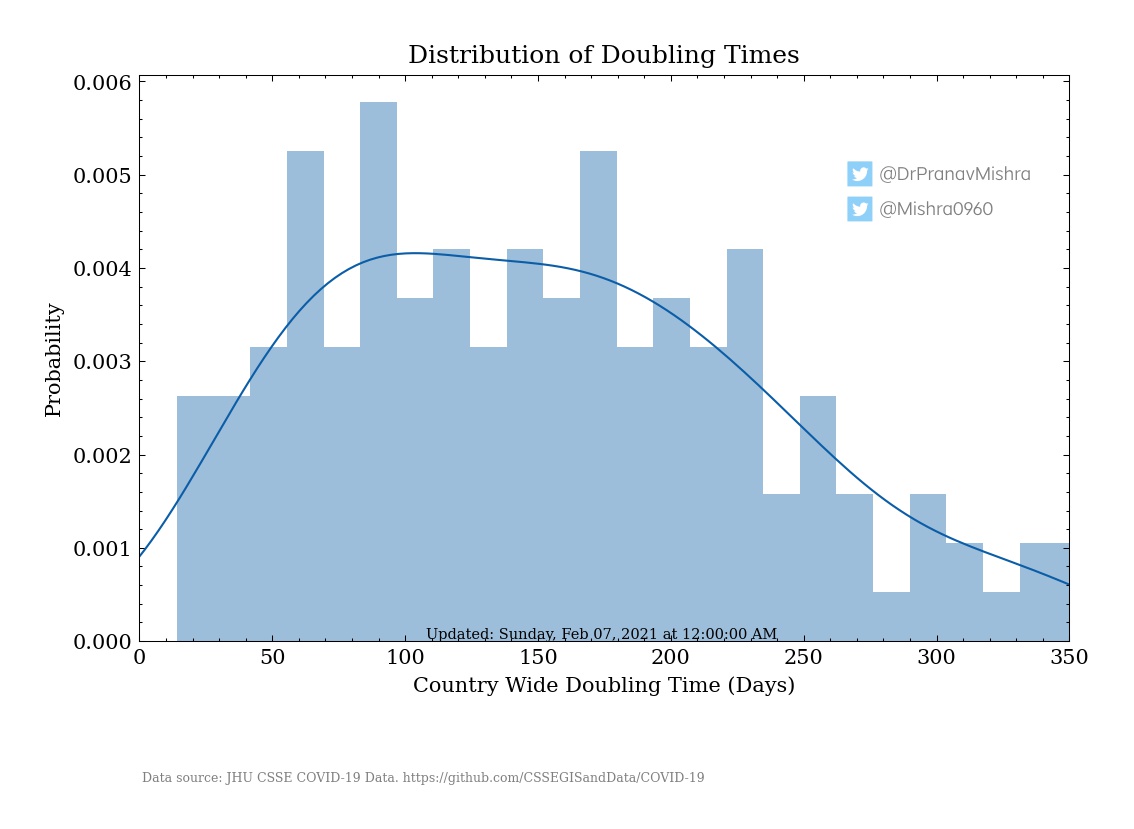 Distribution of Doubling Times
0.006
0.005
0.004
0.003
0.002
0.001
0.000
Probability
@DrPranavMishra
@Mishra0960
Updated: Sunday, Feb 07, 2021 at 12:00:00 AM
0 50 100 150 200 250 300 350
Country Wide Doubling Time (Days)
Data source: JHU CSSE COVID-19 Data. https://github.com/CSSEGISandData/COVID-19